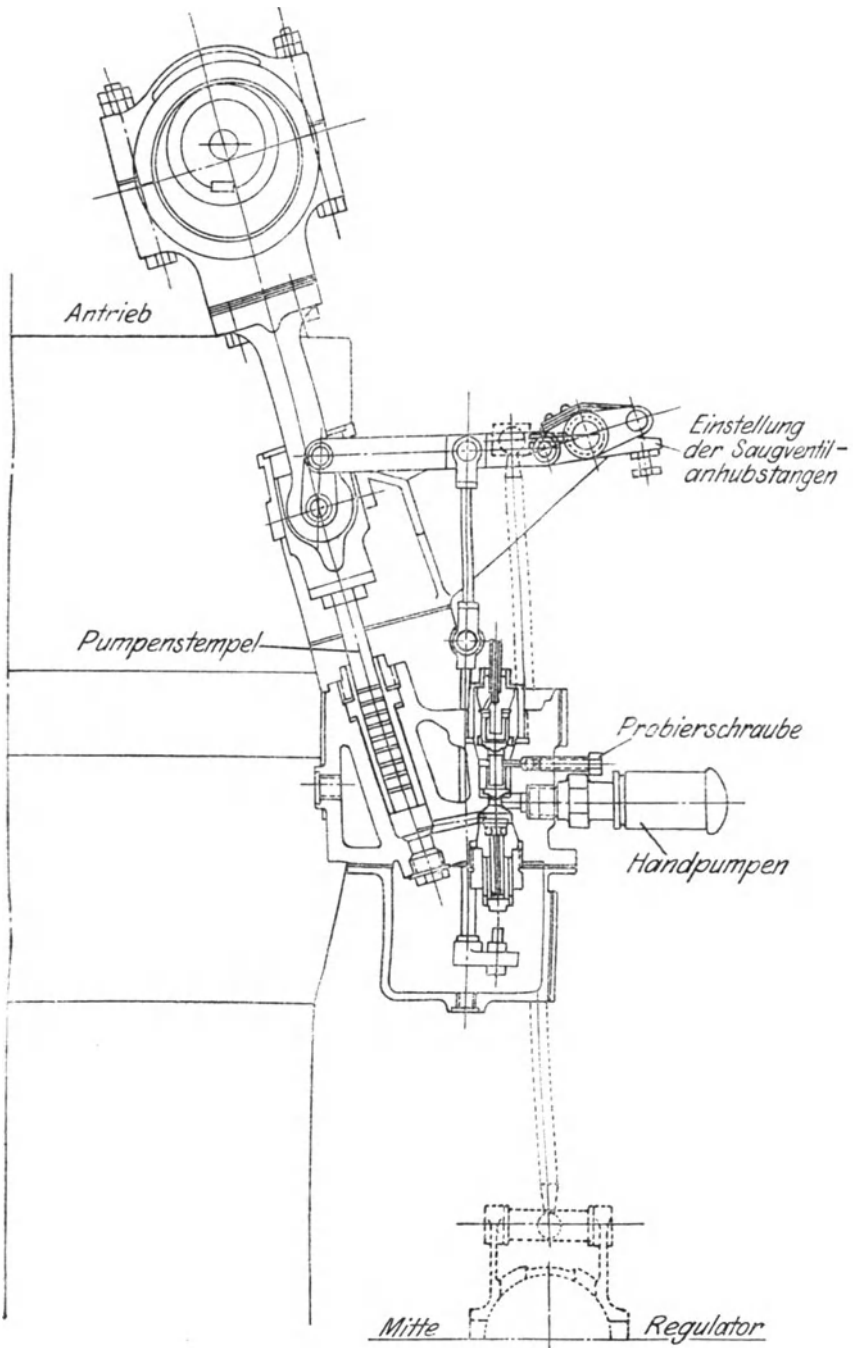 Antrieb
Einstellung
der Saugventil-
anhubstangen
Pumpenstempel
Probierschraube
Handpumpen
Mitte Regulator